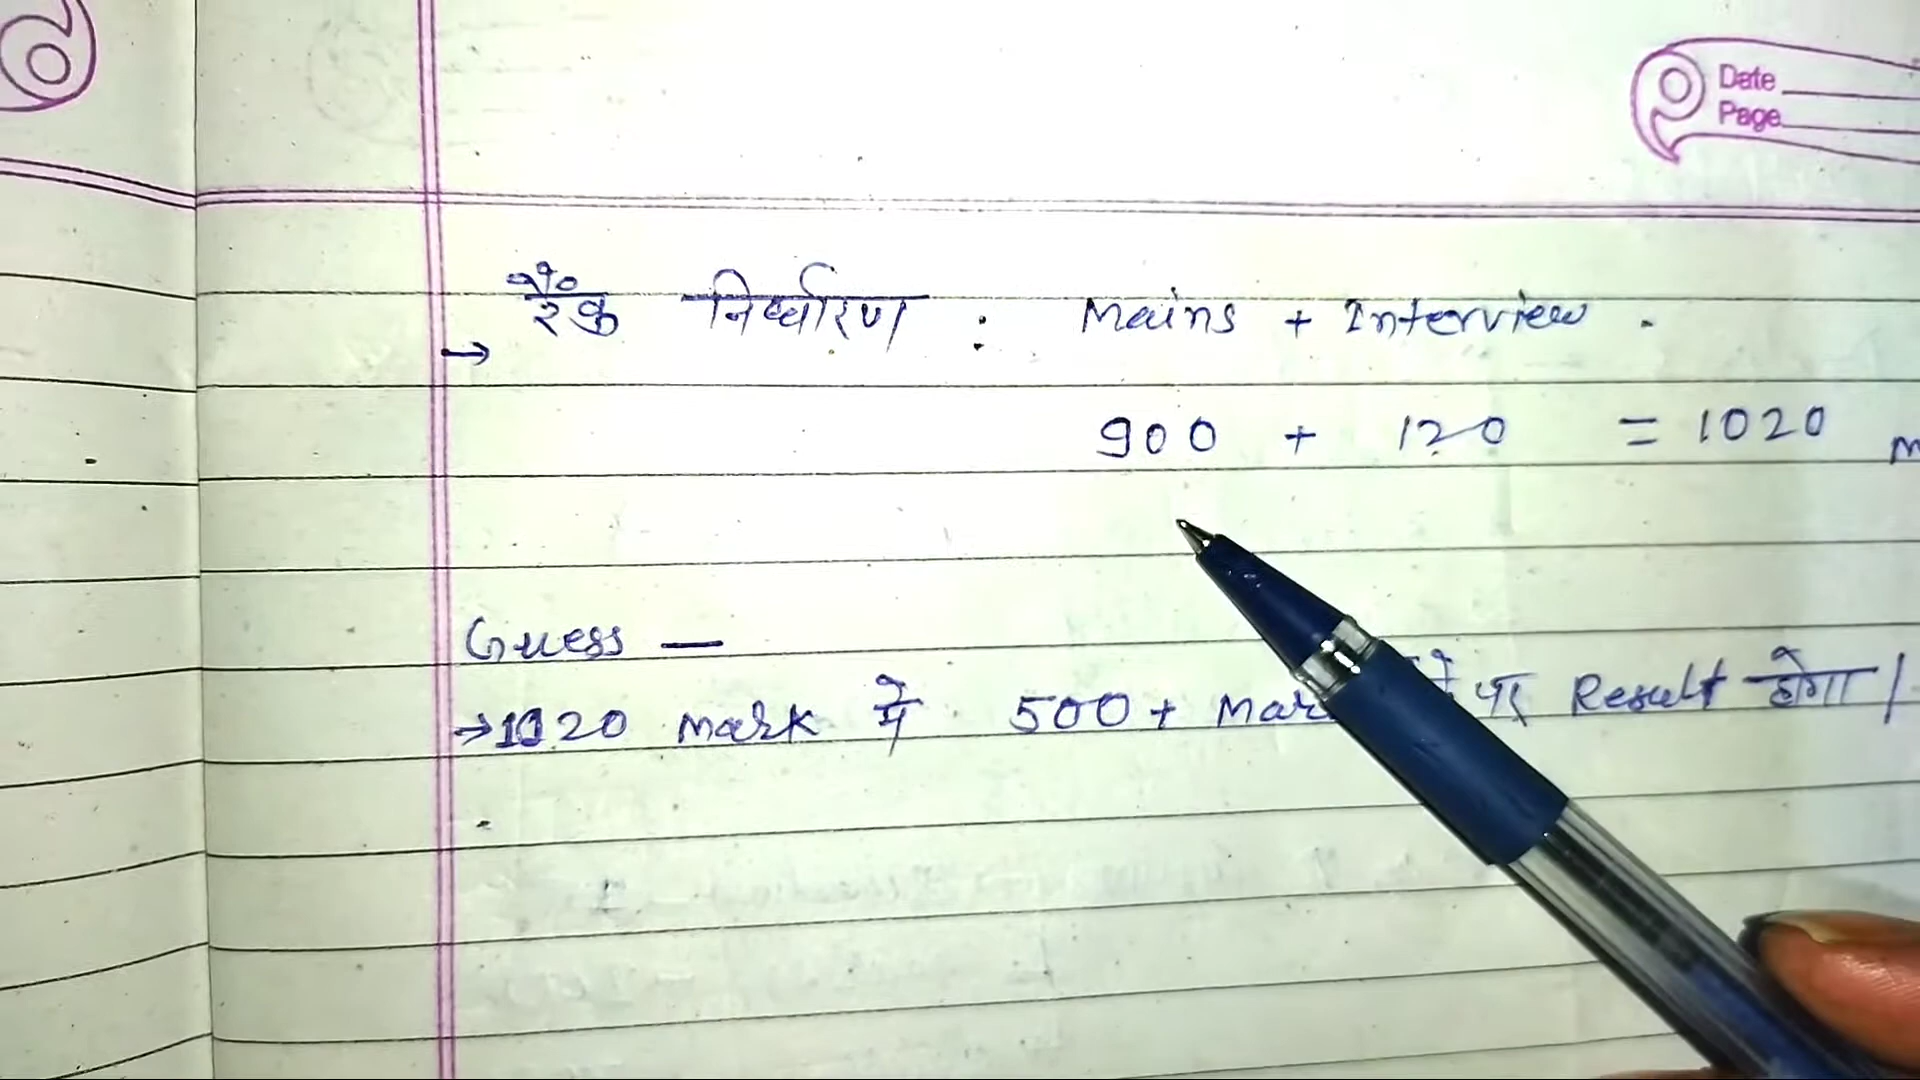 Date
Page
रैंक निर्धारण : Mains + Interview .
900 + 120 = 1020
Guess —
→ 1020 mark में 500 + पर Result होगा।